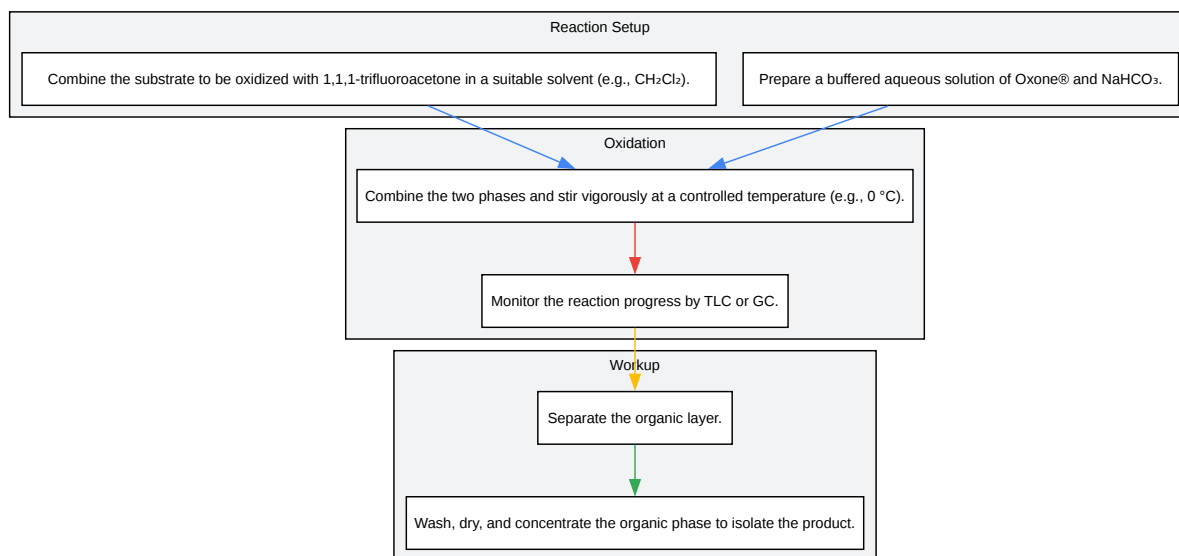 Reaction Setup
Combine the substrate to be oxidized with 1,1,1-trifluoroacetone in a suitable solvent (e.g., CH₂Cl₂).
Prepare a buffered aqueous solution of Oxone® and NaHCO₃.
Oxidation
Combine the two phases and stir vigorously at a controlled temperature (e.g., 0 °C).
Monitor the reaction progress by TLC or GC.
Workup
Separate the organic layer.
Wash, dry, and concentrate the organic phase to isolate the product.